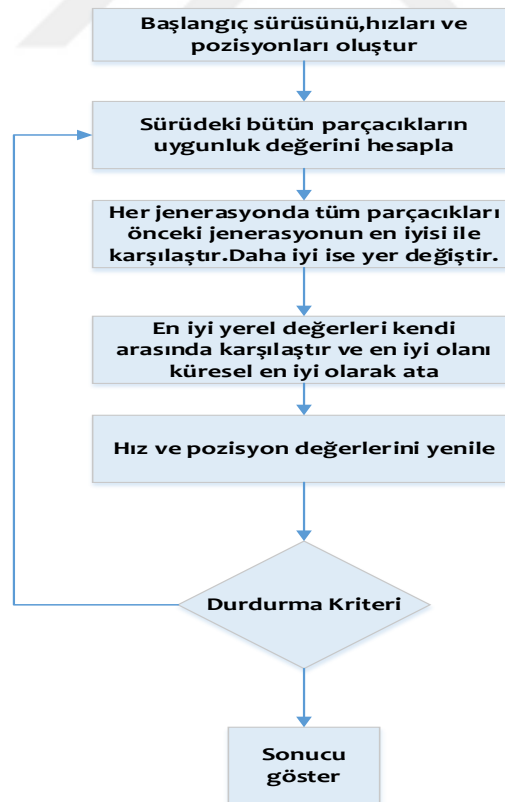 Başlangıç sürüsünü,hızları ve
pozisyonları oluştur
Sürüdeki bütün parçacıkların
uygunluk değerini hesapla
Her jenerasyonda tüm parçacıkları
önceki jenerasyonun en iyisi ile
karşılaştır.Daha iyi ise yer değiştir.
En iyi yerel değerleri kendi
arasında karşılaştır ve en iyi olanı
küresel en iyi olarak ata
Hız ve pozisyon değerlerini yenile
Durdurma Kriteri
Sonucu
göster